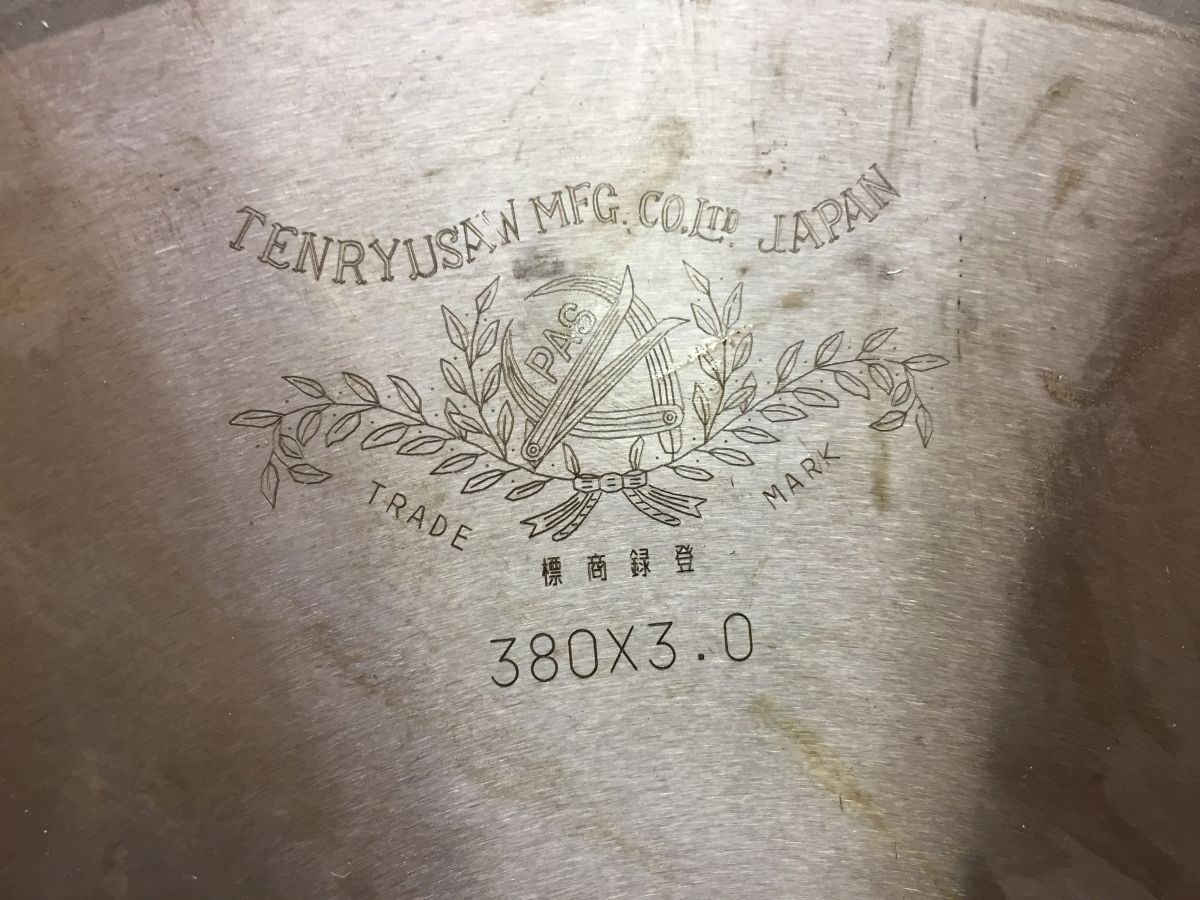 TENRYUSAW MFG. CO.LTD. JAPAN
PAS
TRADE MARK
標商録登
380X3.0